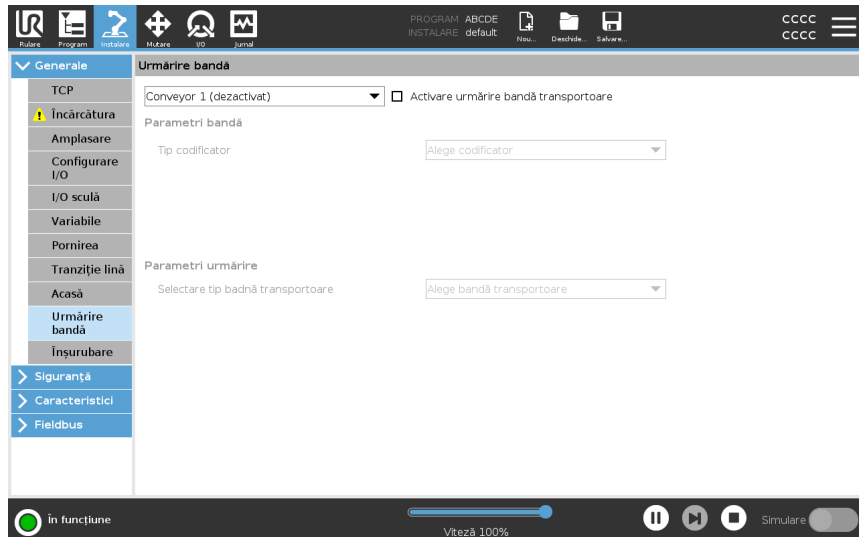 PROGRAM ABCDE
INSTALARE default
CCCC
CCCC
Rulare Program Instalare Mutare I/O Jurnal Nou... Deschide... Salvare...
Generale
Urmărire bandă
TCP
Încărcătura
Amplasare
Configurare
I/O
I/O sculă
Variabile
Pornirea
Tranziție lină
Acasă
Urmărire
bandă
Înșurubare
Siguranță
Caracteristici
Fieldbus
Conveyor 1 (dezactivat) Activare urmărire bandă transportoare
Parametri bandă
Tip codificator Alege codificator
Parametri urmărire
Selectare tip badnă transportoare Alege bandă transportoare
În funcțiune
Viteză 100%
Simulare